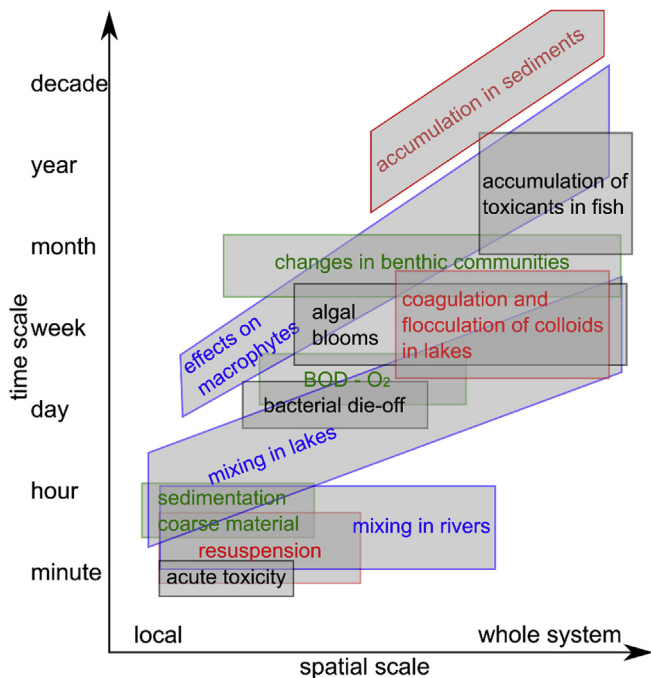 decade
year
month
week
day
hour
minute
time scale
accumulation in sediments
accumulation of
toxicants in fish
changes in benthic communities
effects on
macrophytes
algal
blooms
coagulation and
flocculation of colloids
in lakes
BOD - O₂
bacterial die-off
mixing in lakes
sedimentation
coarse material
mixing in rivers
resuspension
acute toxicity
local
whole system
spatial scale